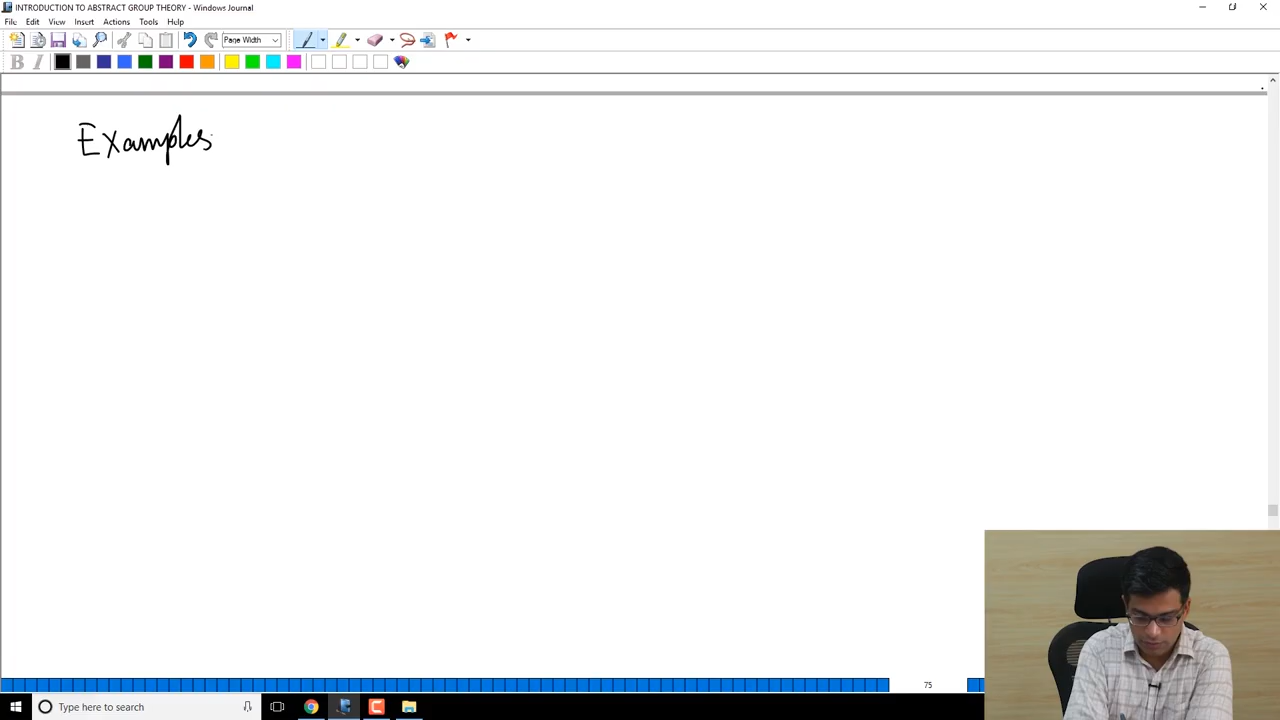 INTRODUCTION TO ABSTRACT GROUP THEORY - Windows Journal
File Edit View Insert Actions Tools Help
Page Width
B I
Examples
75
Type here to search